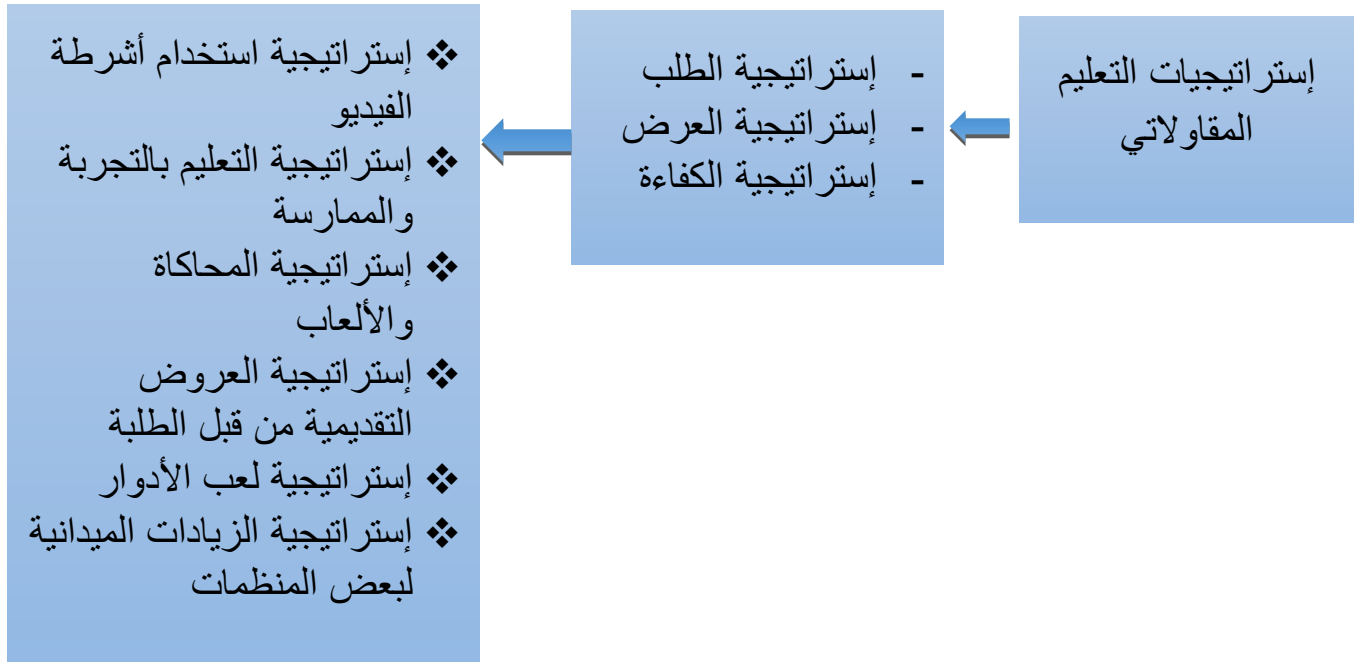 إستراتيجيات التعليم
المقاولاتي
- إستراتيجية الطلب
- إستراتيجية العرض
- إستراتيجية الكفاءة
❖ إستراتيجية استخدام أشرطة
الفيديو
❖ إستراتيجية التعليم بالتجربة
والممارسة
❖ إستراتيجية المحاكاة
والألعاب
❖ إستراتيجية العروض
التقديمية من قبل الطلبة
❖ إستراتيجية لعب الأدوار
❖ إستراتيجية الزيادات الميدانية
لبعض المنظمات